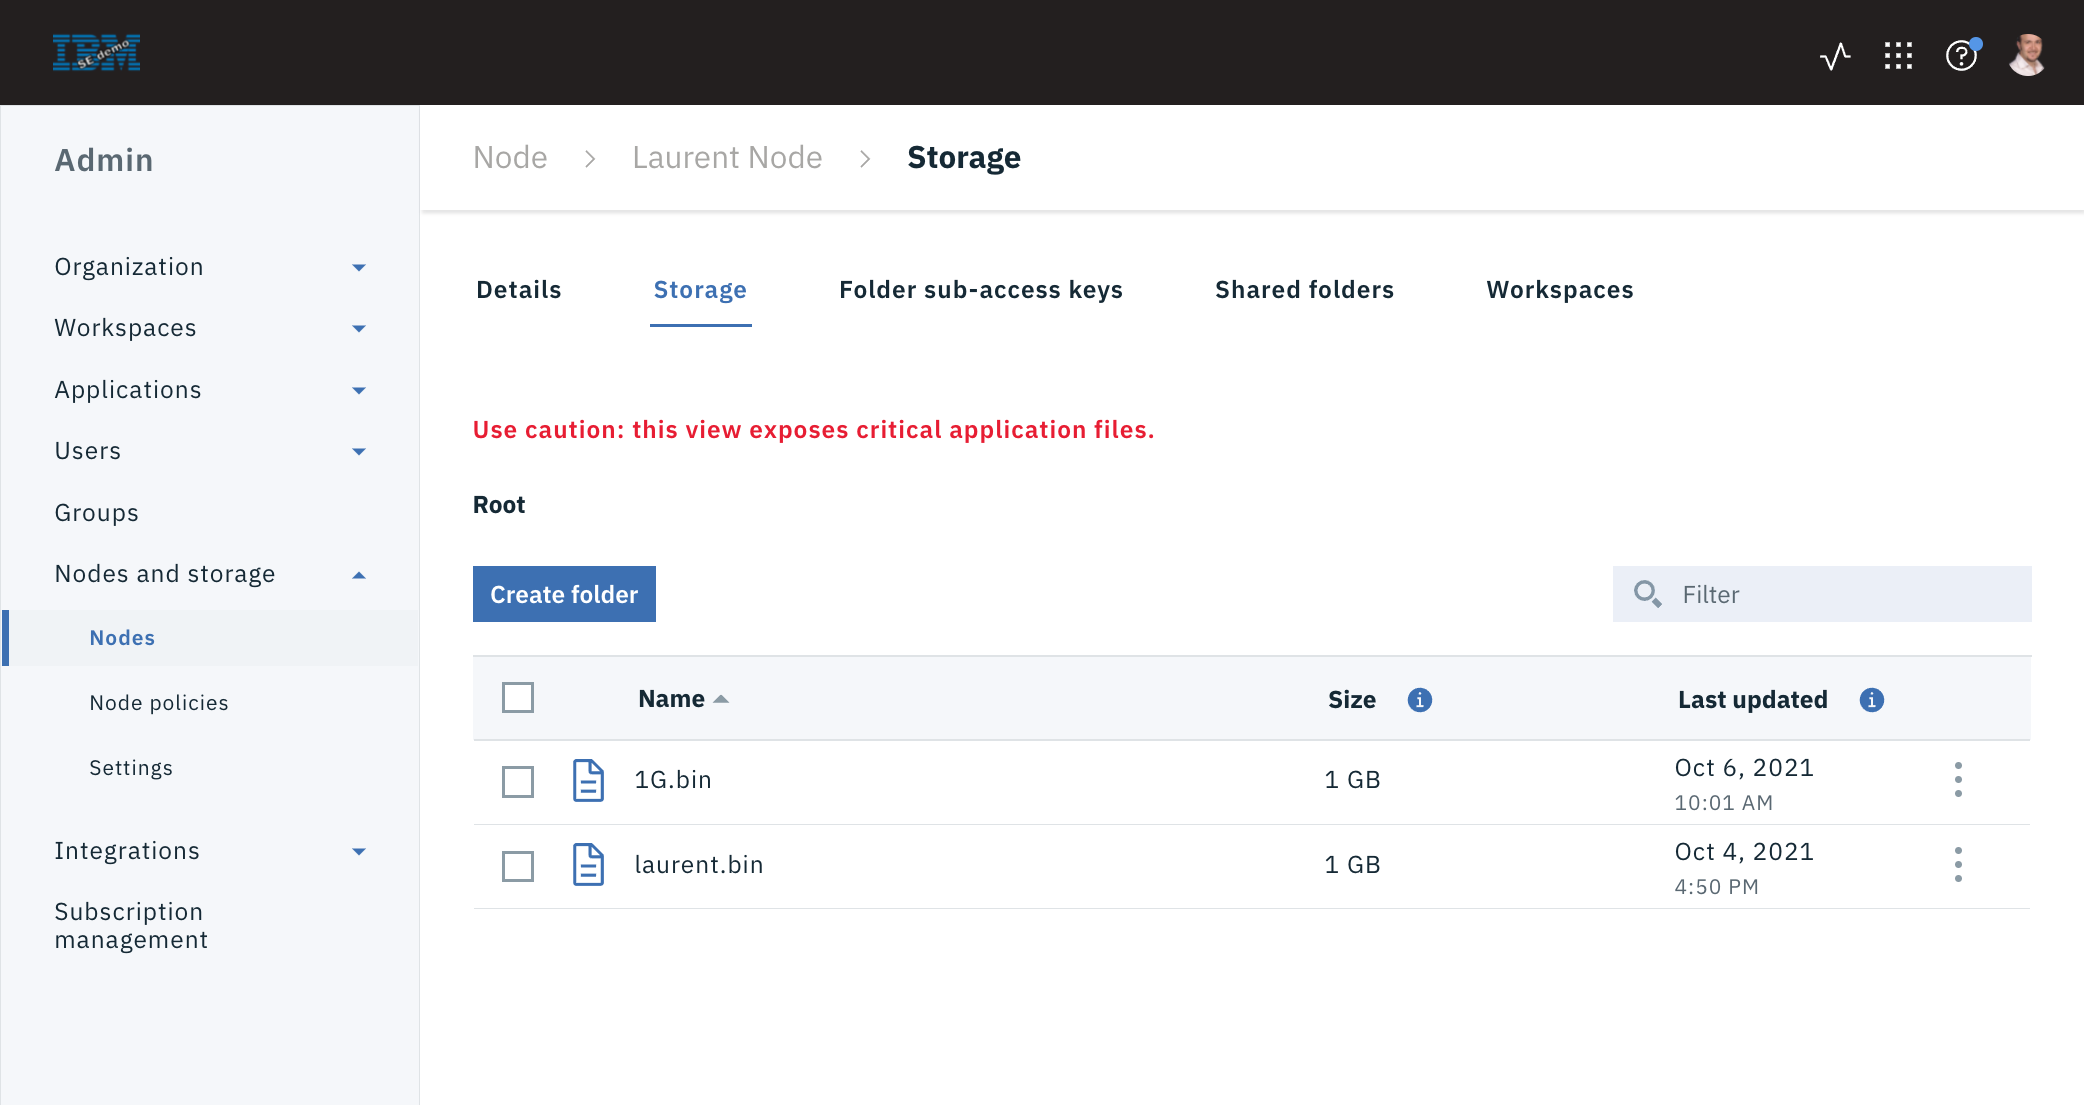 IBM
SE demo
Admin
Organization
Workspaces
Applications
Users
Groups
Nodes and storage
Nodes
Node policies
Settings
Integrations
Subscription
management
Node > Laurent Node > Storage
Details Storage Folder sub-access keys Shared folders Workspaces
Use caution: this view exposes critical application files.
Root
Create folder
Filter
Name Size Last updated
1G.bin 1 GB Oct 6, 2021
10:01 AM
laurent.bin 1 GB Oct 4, 2021
4:50 PM